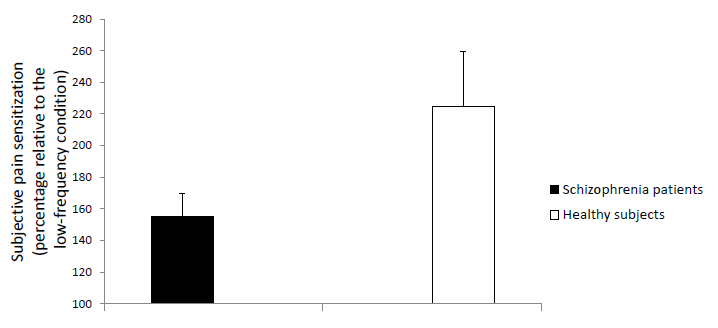 Subjective pain sensitization
(percentage relative to the
low-frequency condition)
280
260
240
220
200
180
160
140
120
100
Schizophrenia patients
Healthy subjects